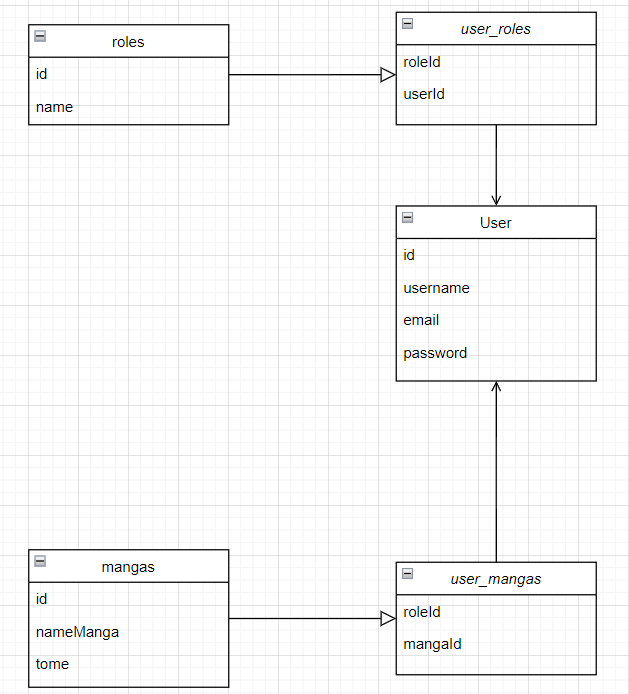 roles
id
name
user_roles
roleId
userId
User
id
username
email
password
mangas
id
nameManga
tome
user_mangas
roleId
mangaId